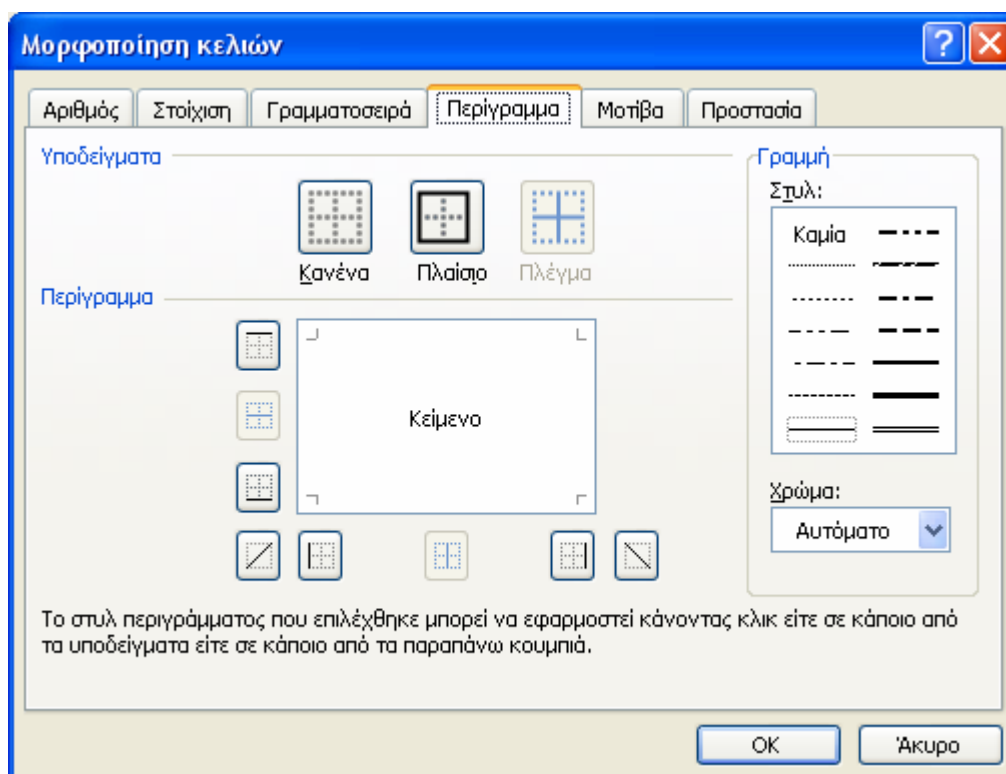 Μορφοποίηση κελιών
Αριθμός Στοίχιση Γραμματοσειρά Περίγραμμα Μοτίβα Προστασία
Υποδείγματα
Κανένα Πλαίσιο Πλέγμα
Περίγραμμα
Κείμενο
Γραμμή
Στυλ:
Καμία
Χρώμα:
Αυτόματο
Το στυλ περιγράμματος που επιλέχθηκε μπορεί να εφαρμοστεί κάνοντας κλικ είτε σε κάποιο από
τα υποδείγματα είτε σε κάποιο από τα παραπάνω κουμπιά.
OK Άκυρο